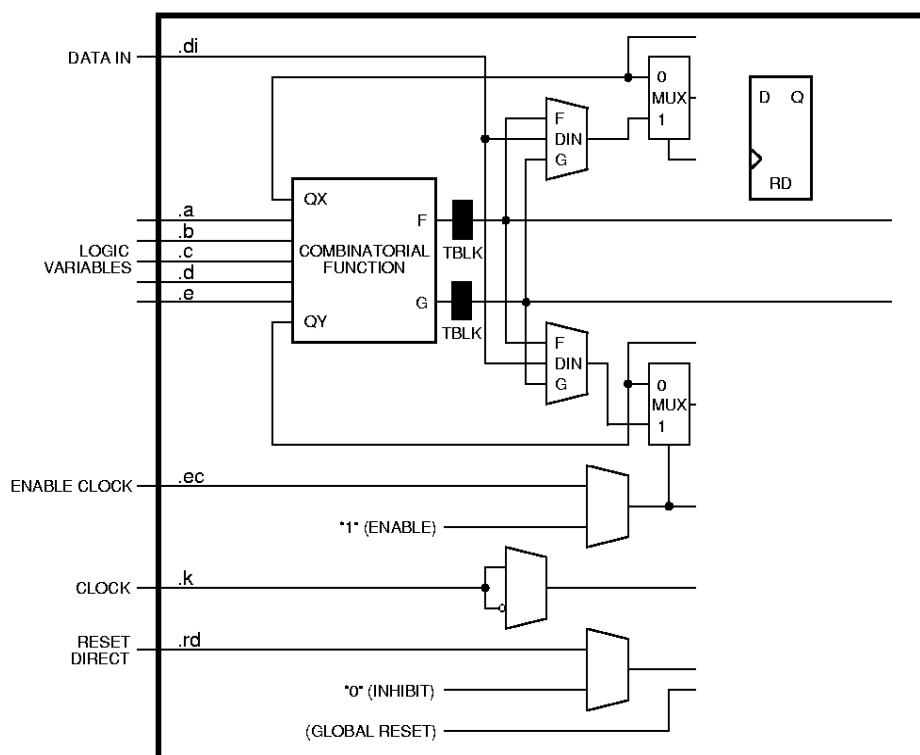 DATA IN
.di
0
MUX
1
D Q
RD
F
DIN
G
QX
F
COMBINATORIAL
FUNCTION
G
QY
TBLK
TBLK
.a
.b
LOGIC
VARIABLES
.c
.d
.e
F
DIN
G
0
MUX
1
ENABLE CLOCK
.ec
"1" (ENABLE)
CLOCK
.k
RESET
DIRECT
.rd
"0" (INHIBIT)
(GLOBAL RESET)